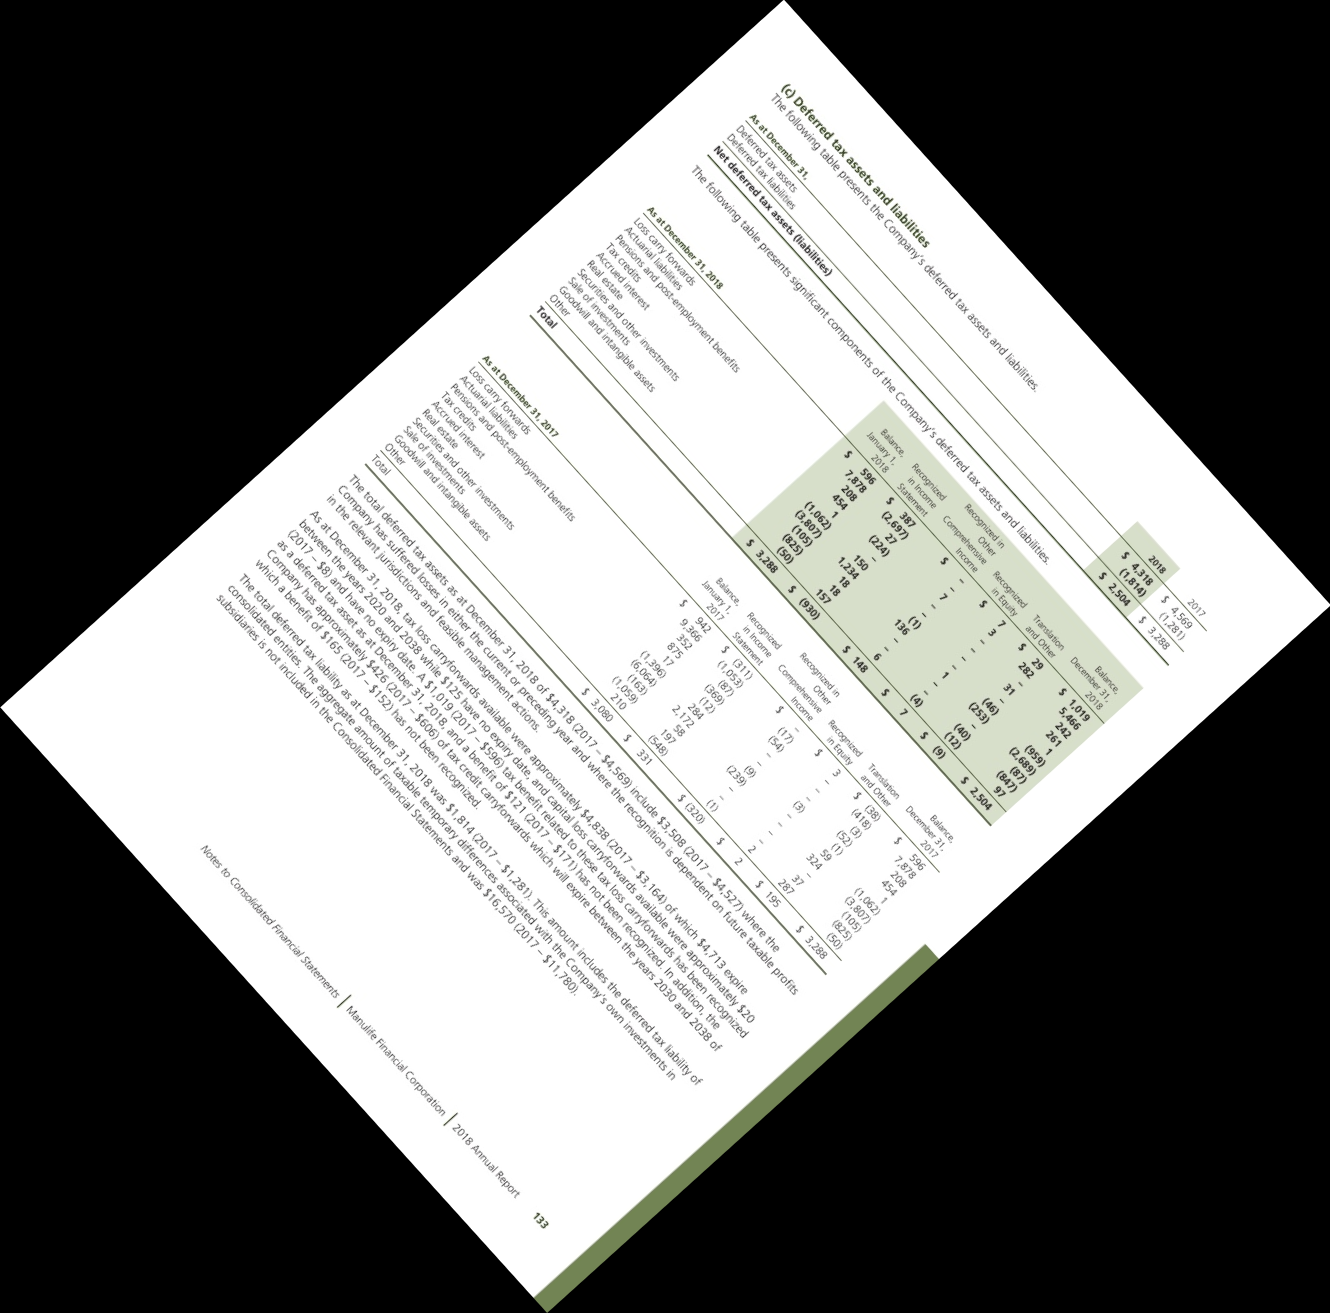 (c) Deferred tax assets and liabilities
The following table presents the Company's deferred tax assets and liabilities.
As at December 31, 2018 2017
Deferred tax assets $ 4,318 $ 4,569
Deferred tax liabilities (1,814) (1,281)
Net deferred tax assets (liabilities) $ 2,504 $ 3,288
The following table presents significant components of the Company's deferred tax assets and liabilities.
As at December 31, 2018 Balance, January 1, 2018 Recognized in Income Statement Recognized in Other Comprehensive Income Recognized in Equity Translation and Other Balance, December 31, 2018
Loss carry forwards $ 596 $ 387 $ – $ 7 $ 29 $ 1,019
Actuarial liabilities 7,878 (2,697) – 3 282 5,466
Pensions and post-employment benefits 208 27 7 – – 242
Tax credits 454 (224) – – 31 261
Accrued interest 1 – – – – 1
Real estate (1,062) 150 (1) – (46) (959)
Securities and other investments (3,807) 1,234 136 1 (253) (2,689)
Sale of investments (105) 18 – – – (87)
Goodwill and intangible assets (825) 18 – – (40) (847)
Other (50) 157 6 (4) (12) 97
Total $ 3,288 $ (930) $ 148 $ 7 $ (9) $ 2,504
As at December 31, 2017 Balance, January 1, 2017 Recognized in Income Statement Recognized in Other Comprehensive Income Recognized in Equity Translation and Other Balance, December 31, 2017
Loss carry forwards $ 942 $ (311) $ – $ 3 $ (38) $ 596
Actuarial liabilities 9,366 (1,053) (17) – (418) 7,878
Pensions and post-employment benefits 352 (87) (54) – (3) 208
Tax credits 875 (369) – – (52) 454
Accrued interest 17 (12) – (3) (1) 1
Real estate (1,396) 284 (9) – 59 (1,062)
Securities and other investments (6,064) 2,172 (239) – 324 (3,807)
Sale of investments (163) 58 – – – (105)
Goodwill and intangible assets (1,059) 197 – – 37 (825)
Other 210 (548) (1) 2 287 (50)
Total $ 3,080 $ 331 $ (320) $ 2 $ 195 $ 3,288
The total deferred tax assets as at December 31, 2018 of $4,318 (2017 – $4,569) include $3,508 (2017 – $4,527) where the
Company has suffered losses in either the current or preceding year and where the recognition is dependent on future taxable profits
in the relevant jurisdictions and feasible management actions.
As at December 31, 2018, tax loss carryforwards available were approximately $4,838 (2017 – $3,164) of which $4,713 expire
between the years 2020 and 2038 while $125 have no expiry date, and capital loss carryforwards available were approximately $20
(2017 – $8) and have no expiry date. A $1,019 (2017 – $596) tax benefit related to these tax loss carryforwards has been recognized
as a deferred tax asset as at December 31, 2018, and a benefit of $121 (2017 – $171) has not been recognized. In addition, the
Company has approximately $426 (2017 – $606) of tax credit carryforwards which will expire between the years 2030 and 2038 of
which a benefit of $165 (2017 – $152) has not been recognized.
The total deferred tax liability as at December 31, 2018 was $1,814 (2017 – $1,281). This amount includes the deferred tax liability of
consolidated entities. The aggregate amount of taxable temporary differences associated with the Company's own investments in
subsidiaries is not included in the Consolidated Financial Statements and was $16,570 (2017 – $11,780).
Notes to Consolidated Financial Statements | Manulife Financial Corporation | 2018 Annual Report 133